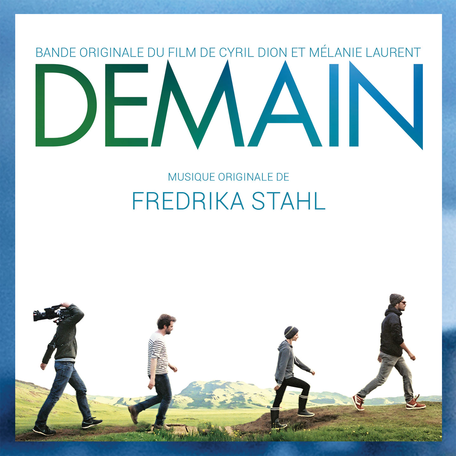 BANDE ORIGINALE DU FILM DE CYRIL DION ET MÉLANIE LAURENT
DEMAIN
MUSIQUE ORIGINALE DE
FREDRIKA STAHL